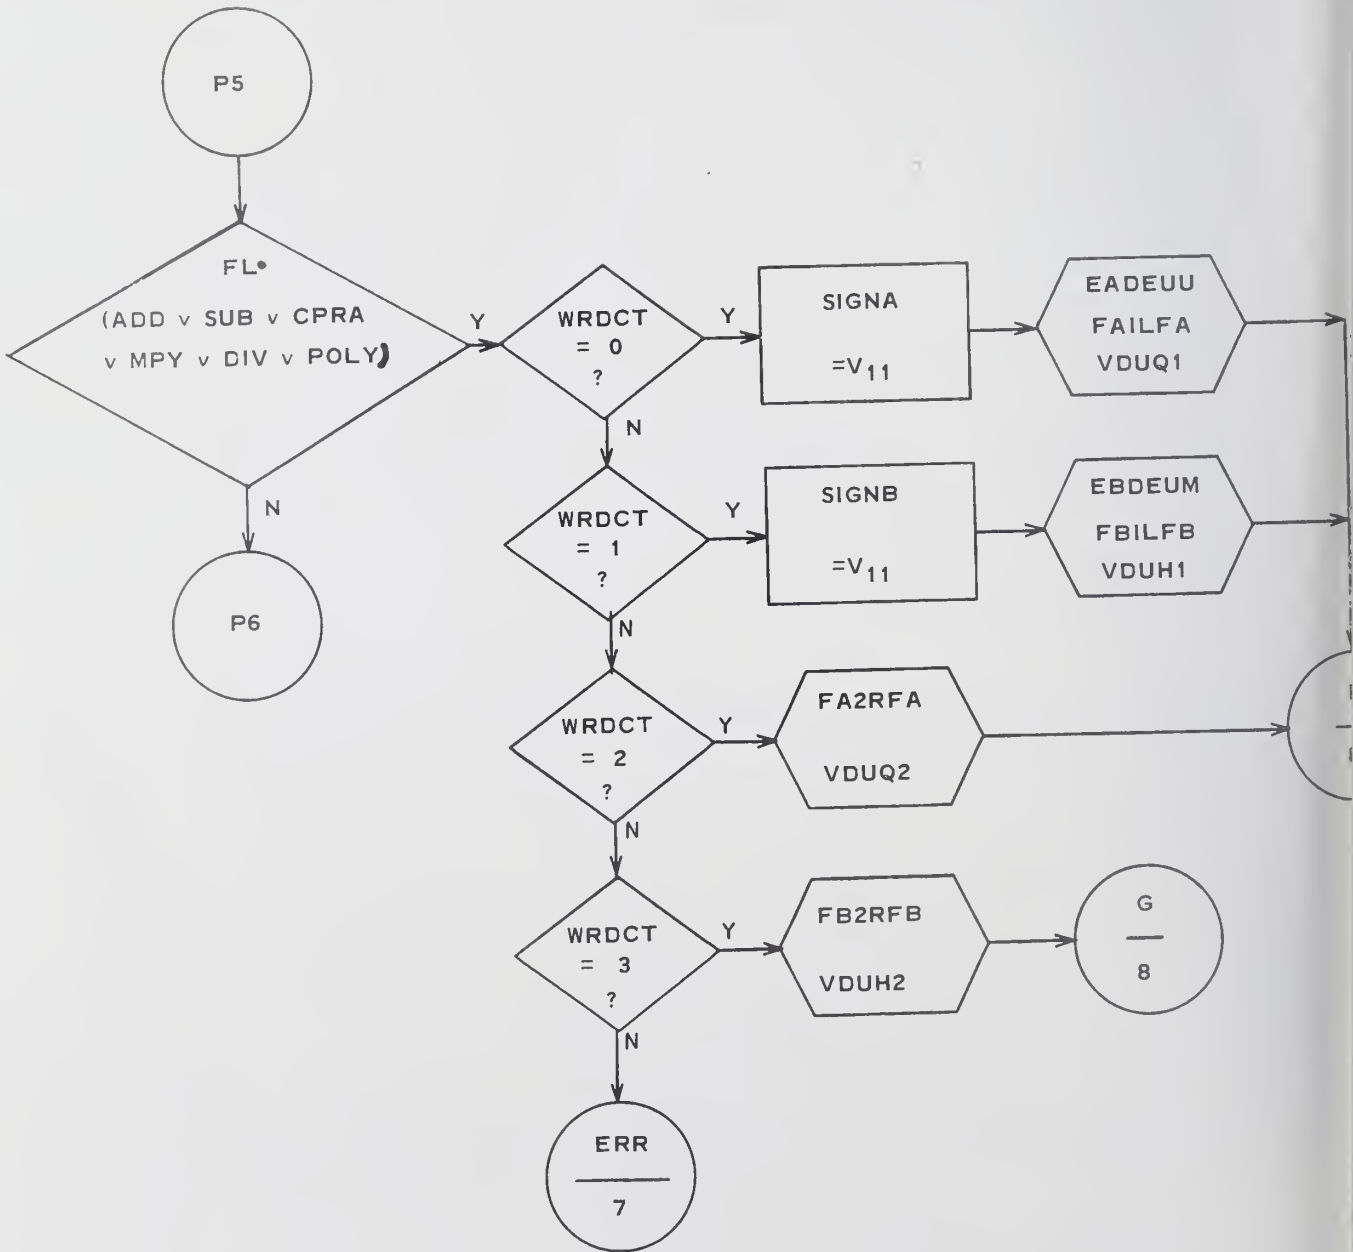 P5
FL•
(ADD v SUB v CPRA
v MPY v DIV v POLY)
Y
N
P6
WRDCT
= 0
?
Y
N
SIGNA
=V11
EADEUU
FAILFA
VDUQ1
WRDCT
= 1
?
Y
N
SIGNB
=V11
EBDEUM
FBILFB
VDUH1
WRDCT
= 2
?
Y
N
FA2RFA
VDUQ2
WRDCT
= 3
?
Y
N
FB2RFB
VDUH2
G
8
ERR
7